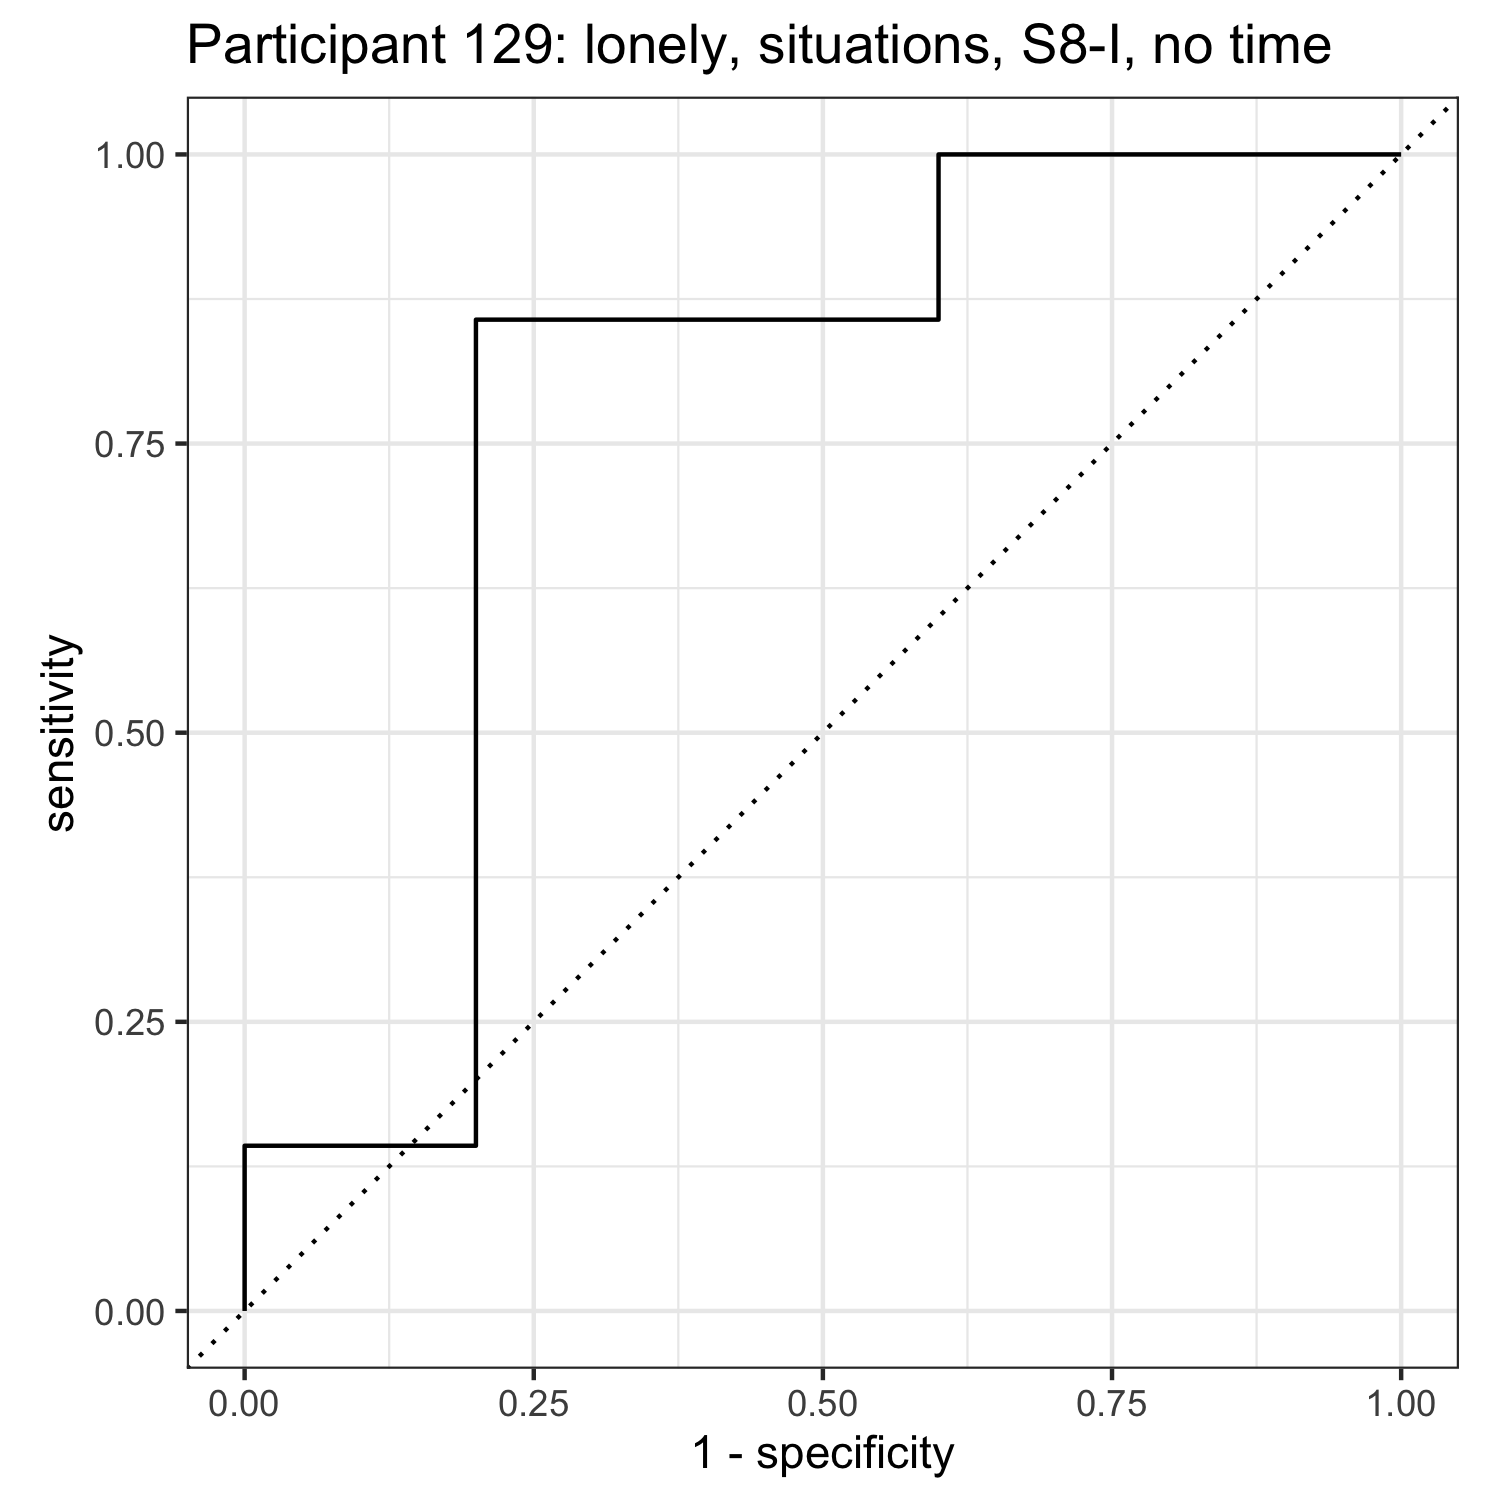 Participant 129: lonely, situations, S8-I, no time
1.00
0.75
0.50
0.25
0.00
sensitivity
0.00 0.25 0.50 0.75 1.00
1 - specificity